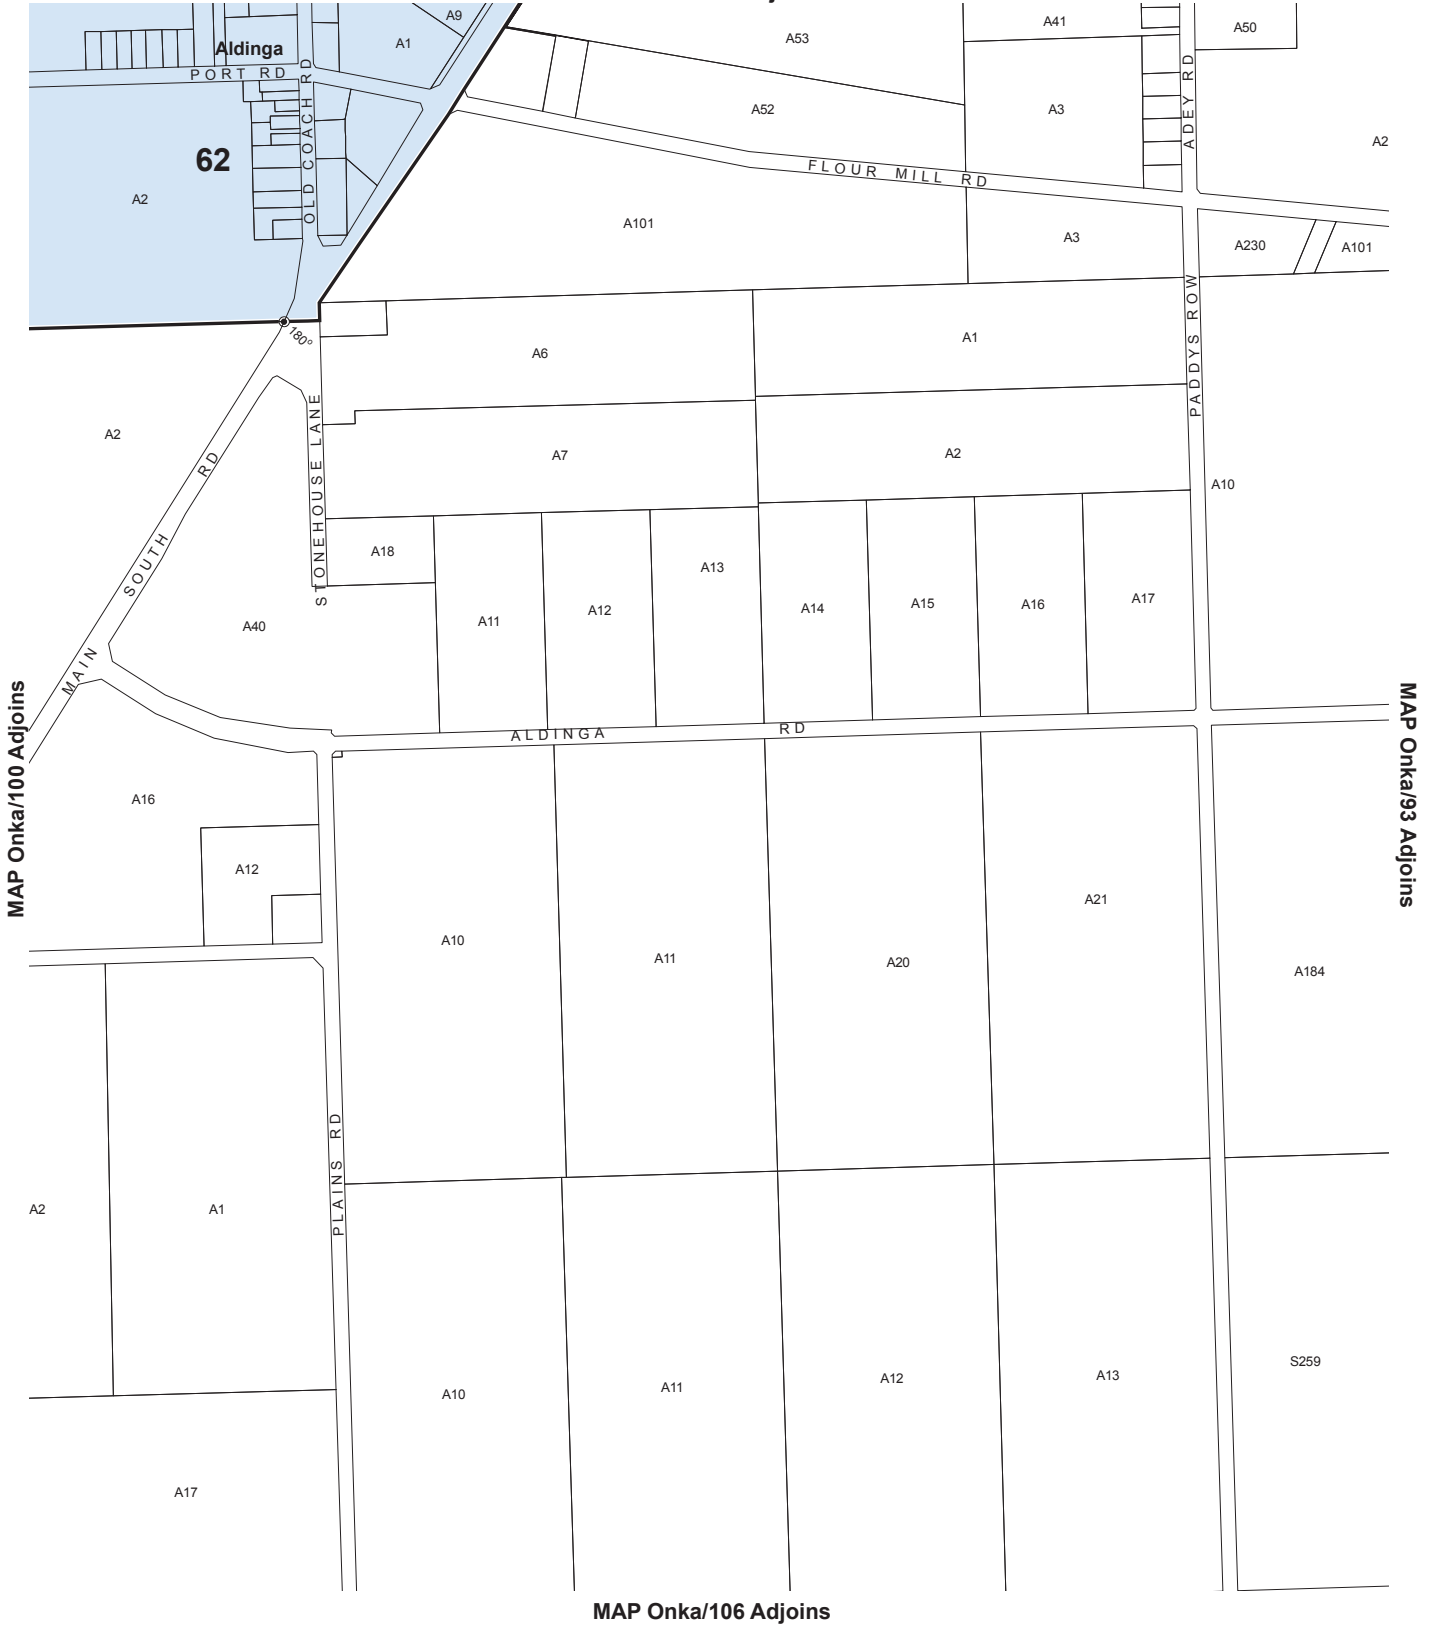 A9
A41
A50
A53
A1
Aldinga
PORT RD
OLD COACH RD
A52
A3
ADEY RD
A2
62
A2
FLOUR MILL RD
A101
A3
A230
A101
180°
A6
A1
PADDYS ROW
A2
STONEHOUSE LANE
A7
A2
A10
MAIN SOUTH RD
A18
A13
A11
A12
A14
A15
A16
A17
A40
MAP Onka/100 Adjoins
MAP Onka/93 Adjoins
ALDINGA RD
A16
A12
A10
A11
A20
A21
A184
PLAINS RD
A2
A1
A10
A11
A12
A13
S259
A17
MAP Onka/106 Adjoins